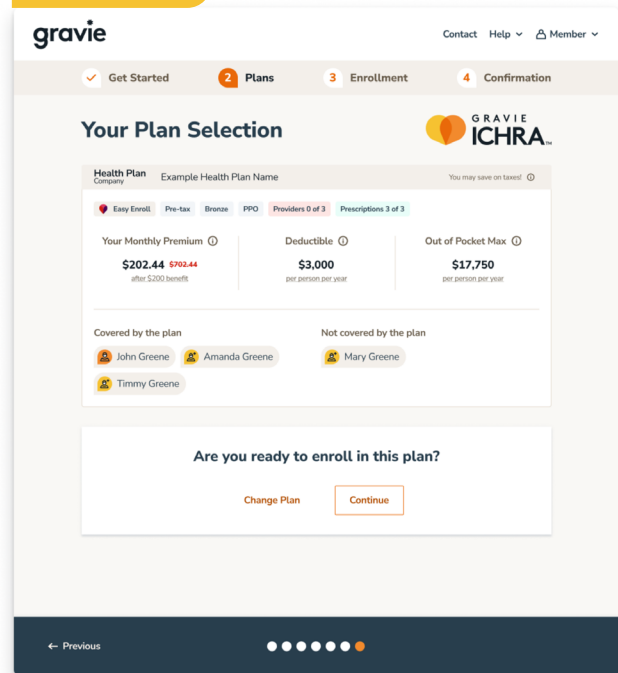 gravie
Contact Help Member
Get Started 2 Plans 3 Enrollment 4 Confirmation
Your Plan Selection
GRAVIE
ICHRA™
Health Plan
Company
Example Health Plan Name
You may save on taxes!
Easy Enroll Pre-tax Bronze PPO Providers 0 of 3 Prescriptions 3 of 3
Your Monthly Premium Deductible Out of Pocket Max
$202.44 $702.44 $3,000 $17,750
after $200 benefit per person per year per person per year
Covered by the plan Not covered by the plan
John Greene Amanda Greene Mary Greene
Timmy Greene
Are you ready to enroll in this plan?
Change Plan Continue
← Previous